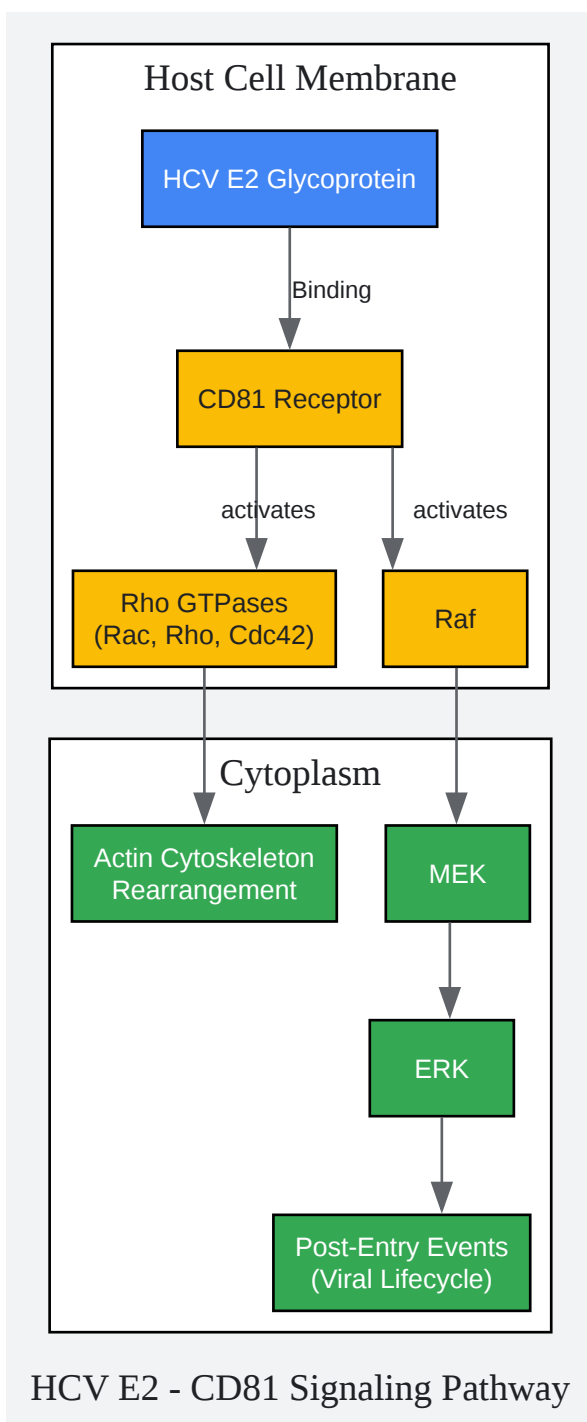 Host Cell Membrane
HCV E2 Glycoprotein
Binding
CD81 Receptor
activates
activates
Rho GTPases
(Rac, Rho, Cdc42)
Raf
Cytoplasm
Actin Cytoskeleton
Rearrangement
MEK
ERK
Post-Entry Events
(Viral Lifecycle)
HCV E2 - CD81 Signaling Pathway